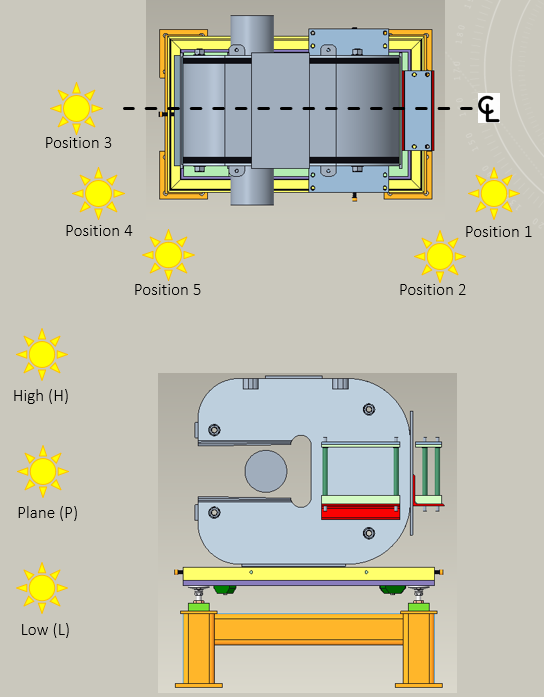 ℄
Position 3
Position 4
Position 1
Position 5
Position 2
High (H)
Plane (P)
Low (L)